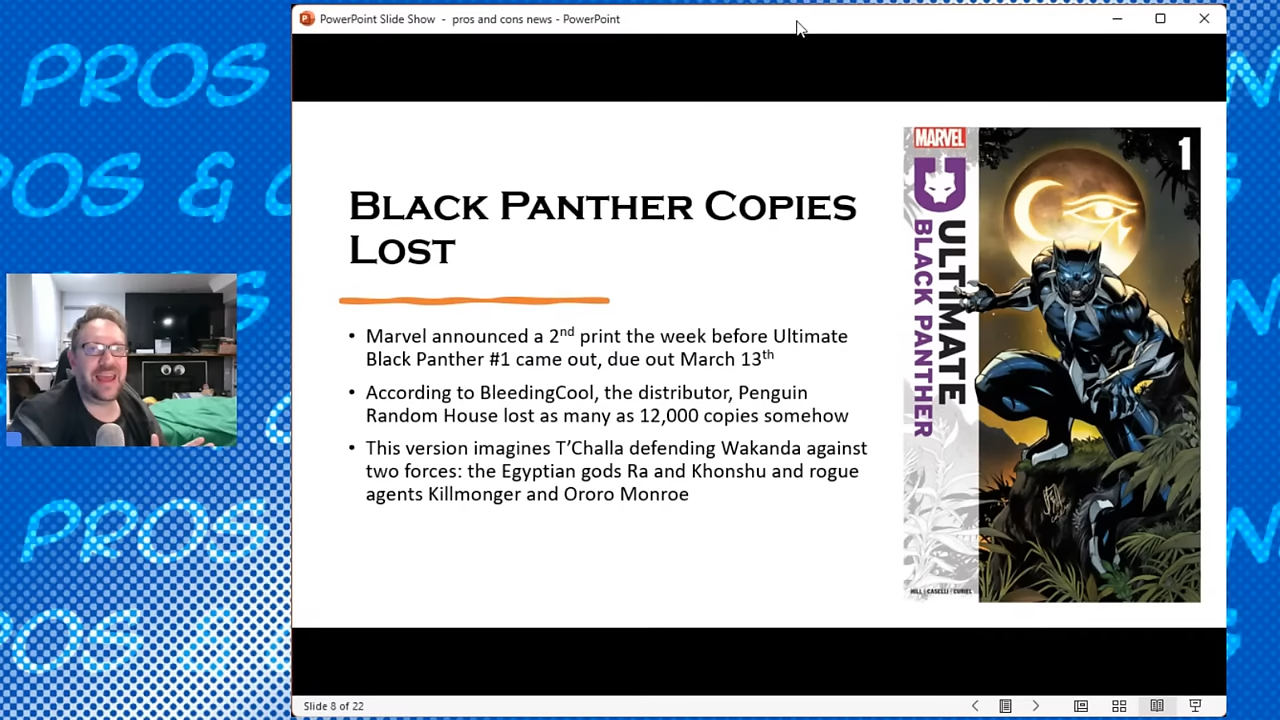 PowerPoint Slide Show - pros and cons news - PowerPoint
PROS
POS & C
PROS
BLACK PANTHER COPIES
LOST
• Marvel announced a 2nd print the week before Ultimate
Black Panther #1 came out, due out March 13th
• According to BleedingCool, the distributor, Penguin
Random House lost as many as 12,000 copies somehow
• This version imagines T’Challa defending Wakanda against
two forces: the Egyptian gods Ra and Khonshu and rogue
agents Killmonger and Ororo Monroe
MARVEL
1
ULTIMATE
BLACK PANTHER
HILL | CASELLI | CURIEL
Slide 8 of 22